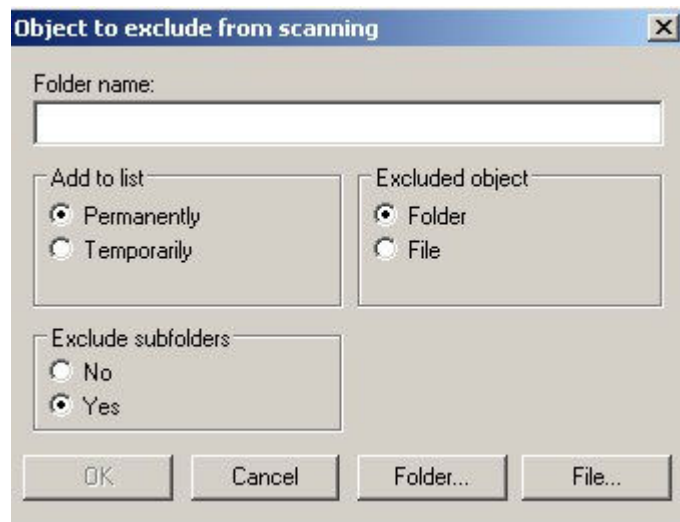 Object to exclude from scanning
Folder name:
Add to list
Permanently
Temporarily
Excluded object
Folder
File
Exclude subfolders
No
Yes
OK Cancel Folder... File...